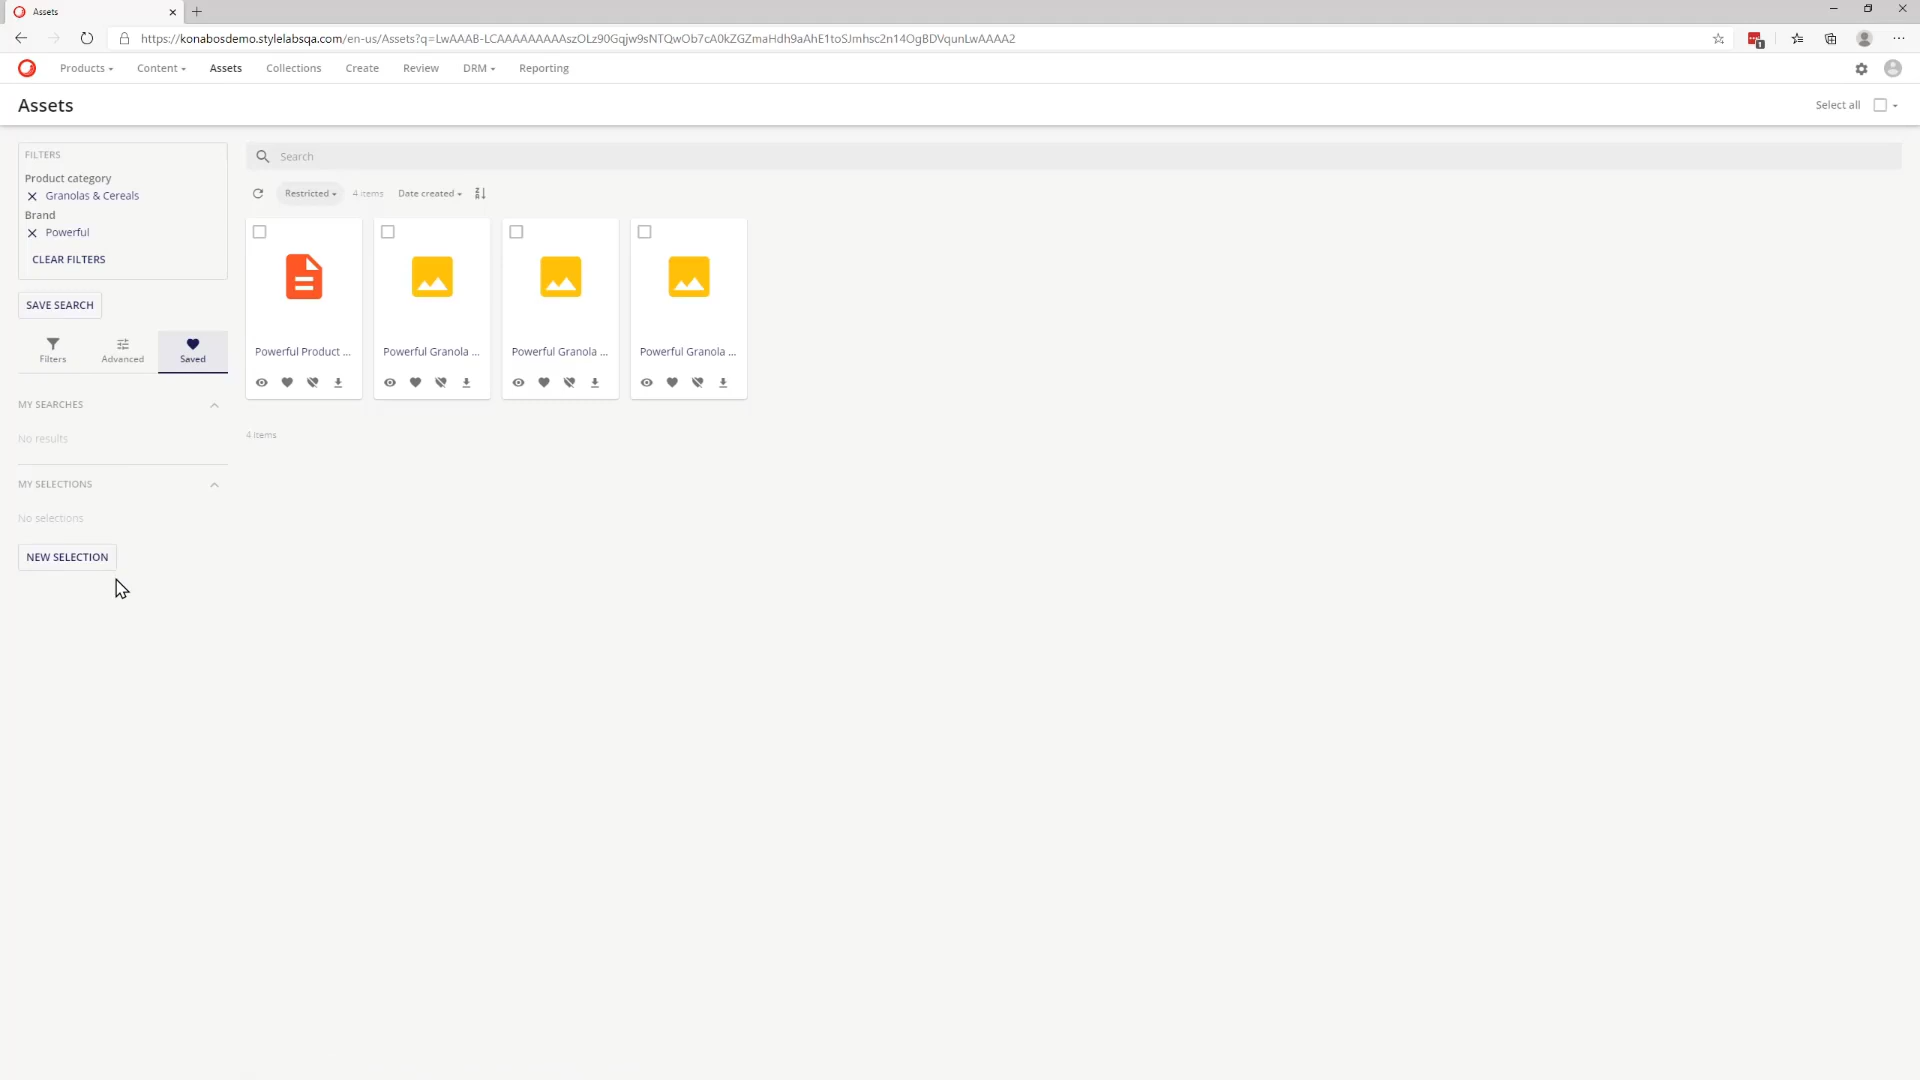 Assets
https://konabosdemo.stylelabsqa.com/en-us/Assets?q=LwAAAB-LCAAAAAAAAAszOLz90Gqjw9sNTQwOb7cA0kZGZmaHdh9aAhE1toSJmhsc2n14OgBDVqunLwAAAA2
1
Products
Content
Assets
Collections
Create
Review
DRM
Reporting
Assets
Select all
FILTERS
Product category
Granolas & Cereals
Brand
Powerful
CLEAR FILTERS
SAVE SEARCH
Filters
Advanced
Saved
MY SEARCHES
No results
MY SELECTIONS
No selections
NEW SELECTION
Search
Restricted
4 items
Date created
Powerful Product ...
Powerful Granola ...
Powerful Granola ...
Powerful Granola ...
4 items